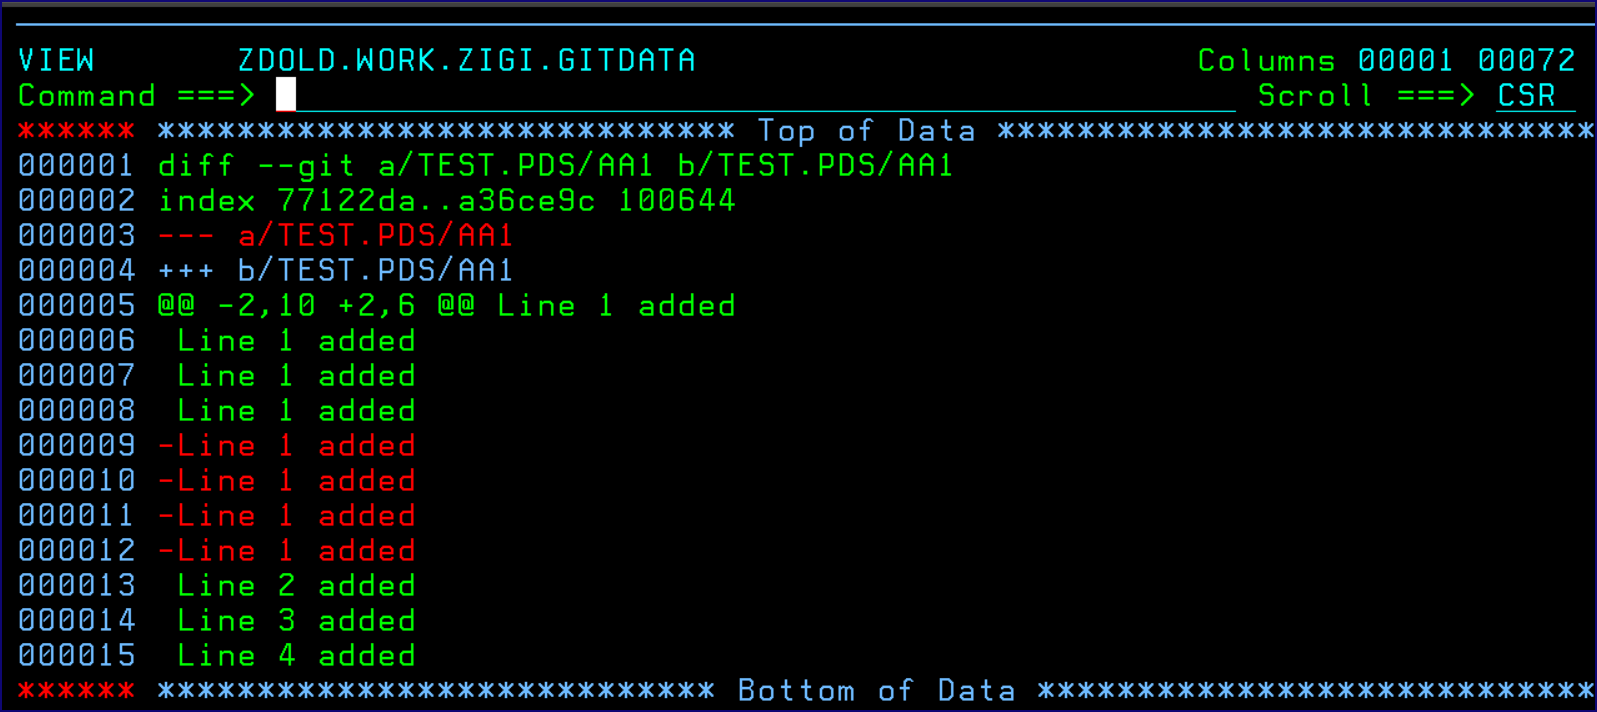 VIEW ZDOLD.WORK.ZIGI.GITDATA Columns 00001 00072
Command ===> Scroll ===> CSR
****** ***************************** Top of Data ******************************
000001 diff --git a/TEST.PDS/AA1 b/TEST.PDS/AA1
000002 index 77122da..a36ce9c 100644
000003 --- a/TEST.PDS/AA1
000004 +++ b/TEST.PDS/AA1
000005 @@ -2,10 +2,6 @@ Line 1 added
000006  Line 1 added
000007  Line 1 added
000008  Line 1 added
000009 -Line 1 added
000010 -Line 1 added
000011 -Line 1 added
000012 -Line 1 added
000013  Line 2 added
000014  Line 3 added
000015  Line 4 added
****** **************************** Bottom of Data ****************************